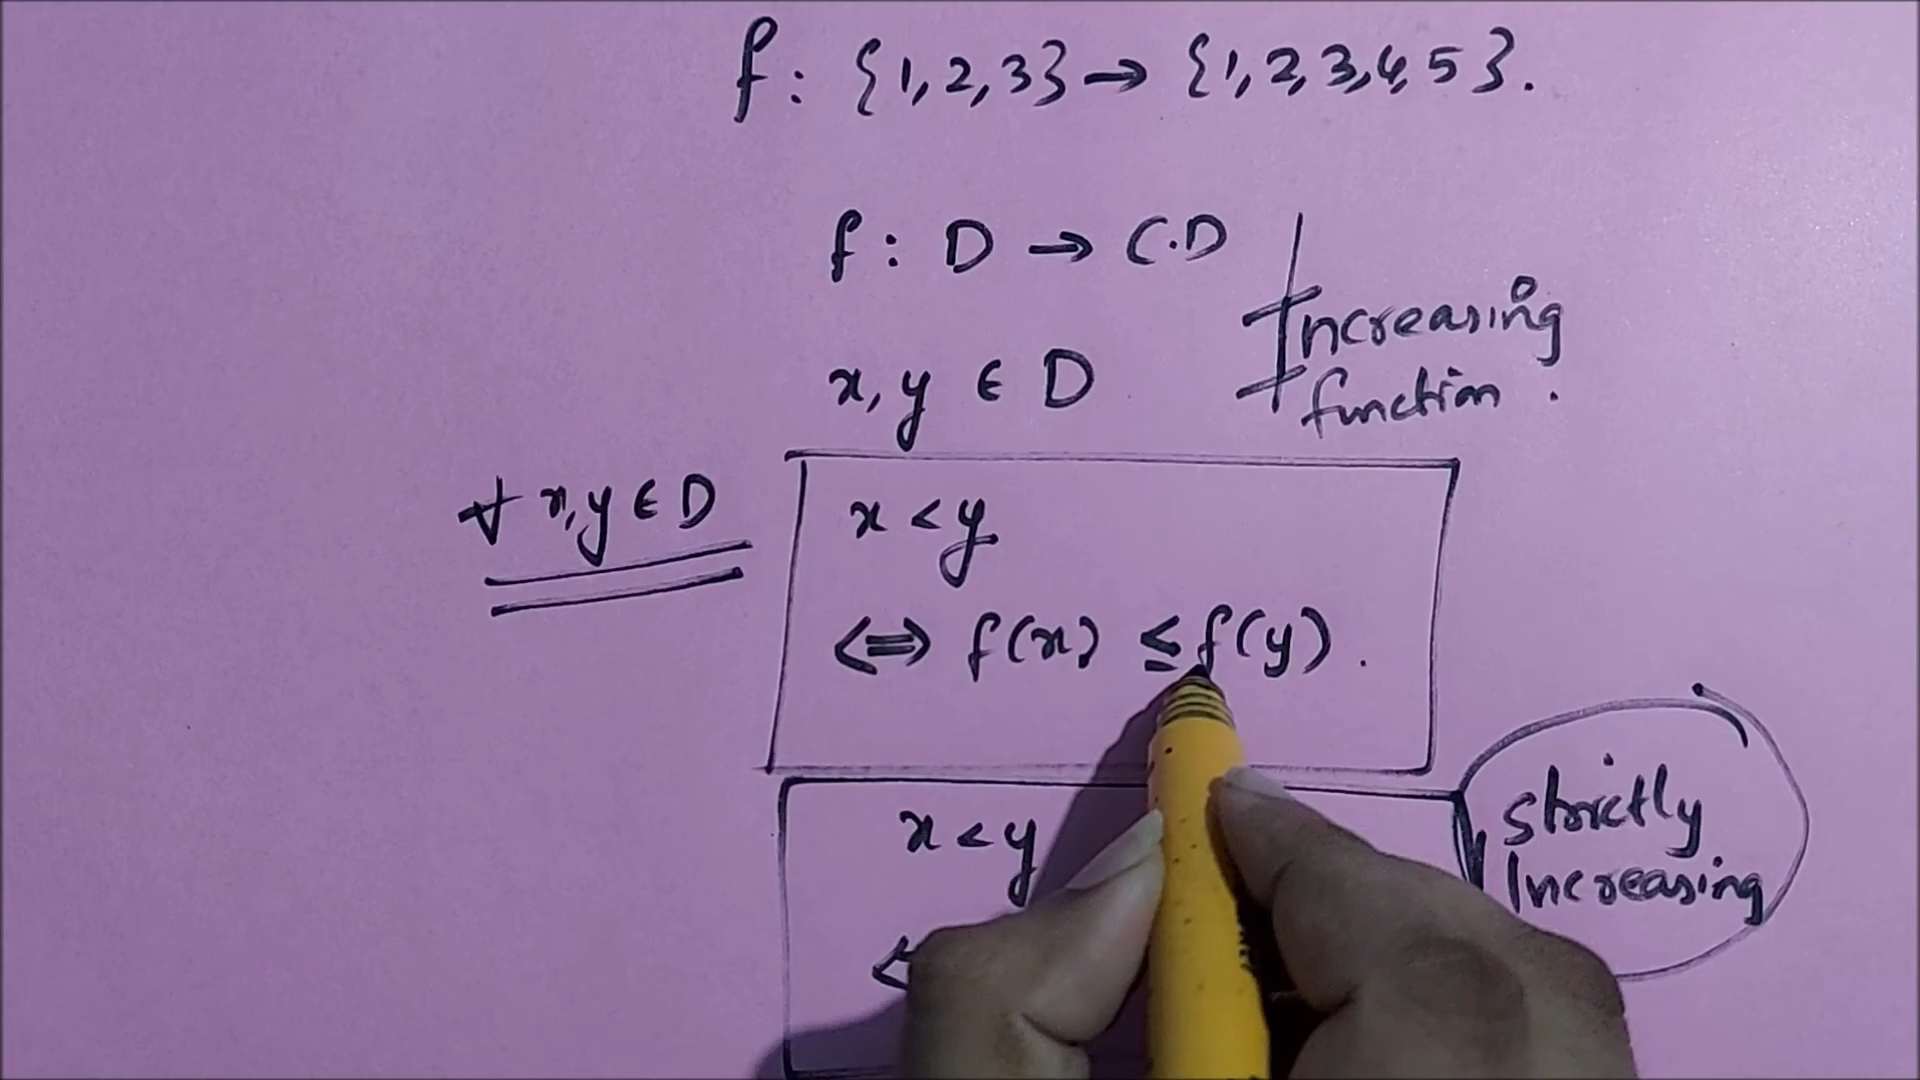 f: {1,2,3} → {1,2,3,4,5}.
f: D → C.D
Increasing
function.
x, y ∈ D
∀ x,y ∈ D
x < y
⇔ f(x) ≤ f(y).
x < y
strictly
Increasing